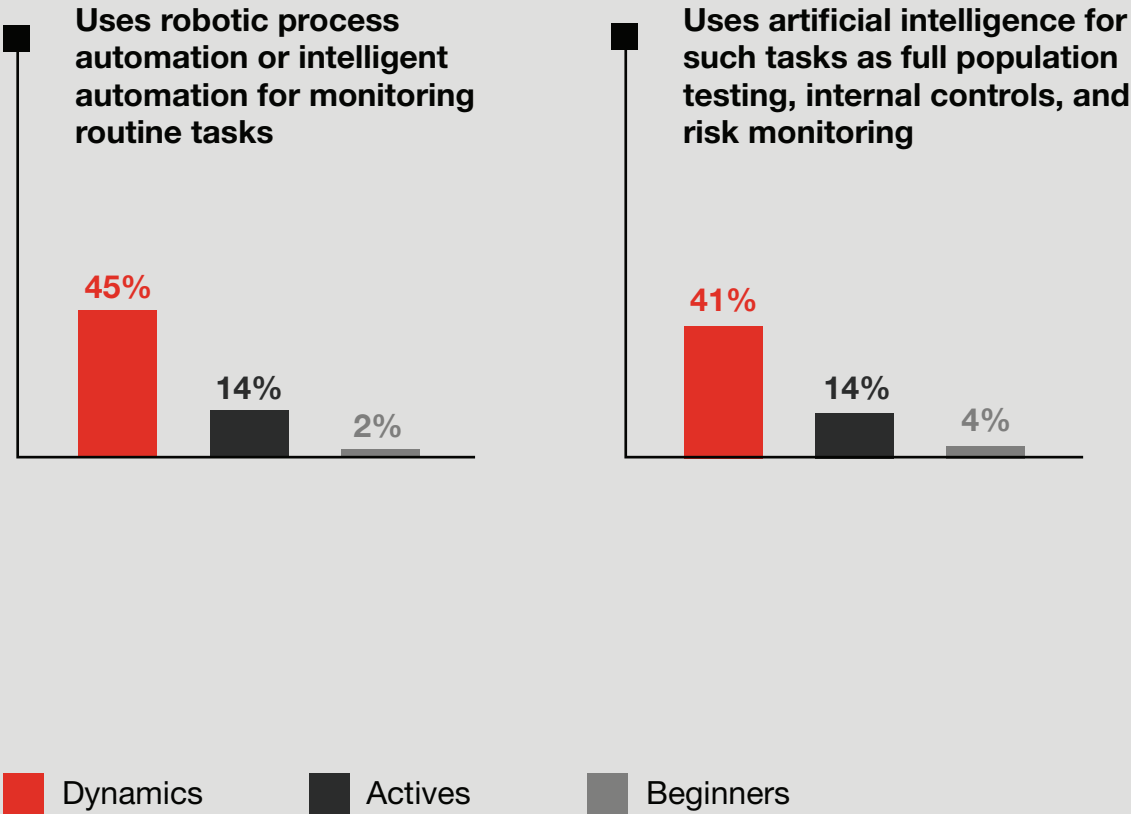 Uses robotic process
automation or intelligent
automation for monitoring
routine tasks
45%
14%
2%
Uses artificial intelligence for
such tasks as full population
testing, internal controls, and
risk monitoring
41%
14%
4%
Dynamics
Actives
Beginners